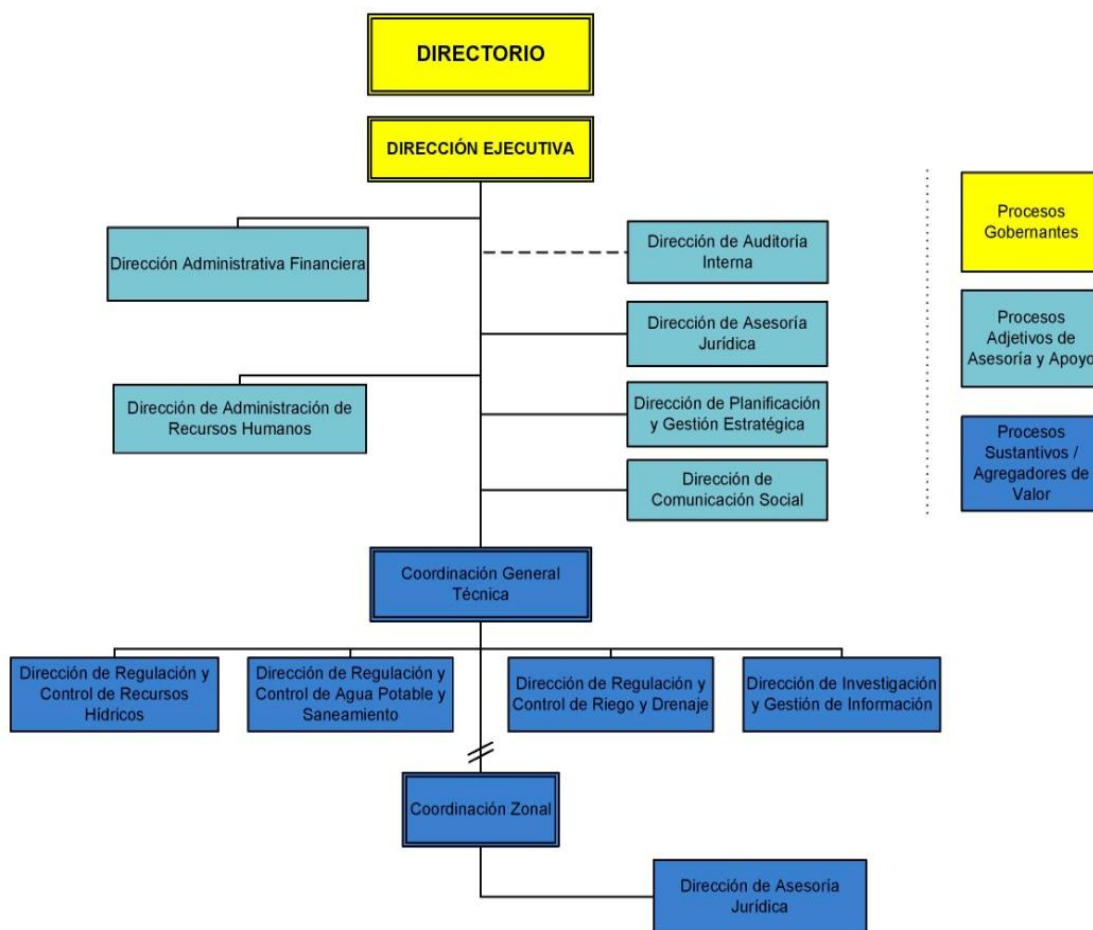 DIRECTORIO
DIRECCIÓN EJECUTIVA
Dirección Administrativa Financiera
Dirección de Auditoría
Interna
Dirección de Asesoría
Jurídica
Dirección de Administración de
Recursos Humanos
Dirección de Planificación
y Gestión Estratégica
Dirección de
Comunicación Social
Procesos
Gobernantes
Procesos
Adjetivos de
Asesoría y Apoyo
Procesos
Sustantivos /
Agregadores de
Valor
Coordinación General
Técnica
Dirección de Regulación y
Control de Recursos
Hídricos
Dirección de Regulación y
Control de Agua Potable y
Saneamiento
Dirección de Regulación y
Control de Riego y Drenaje
Dirección de Investigación
y Gestión de Información
Coordinación Zonal
Dirección de Asesoría
Jurídica